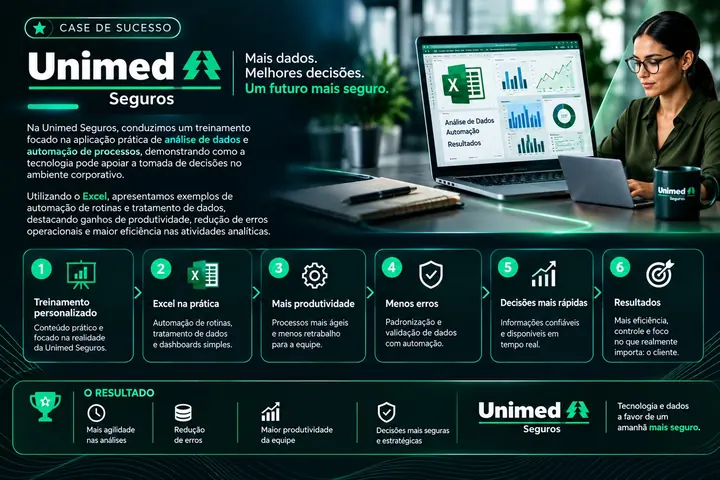 CASE DE SUCESSO
Unimed
Seguros
Mais dados.
Melhores decisões.
Um futuro mais seguro.
Na Unimed Seguros, conduzimos um treinamento
focado na aplicação prática de análise de dados e
automação de processos, demonstrando como a
tecnologia pode apoiar a tomada de decisões no
ambiente corporativo.
Utilizando o Excel, apresentamos exemplos de
automação de rotinas e tratamento de dados,
destacando ganhos de produtividade, redução de erros
operacionais e maior eficiência nas atividades analíticas.
X
Análise de Dados
Automação
Resultados
Unimed
Seguros
1
Treinamento
personalizado
Conteúdo prático e
focado na realidade
da Unimed Seguros.
2
X
Excel na prática
Automação de rotinas,
tratamento de dados
e dashboards simples.
3
Mais produtividade
Processos mais ágeis
e menos retrabalho
para a equipe.
4
Menos erros
Padronização e
validação de dados
com automação.
5
Decisões mais rápidas
Informações confiáveis
e disponíveis em
tempo real.
6
Resultados
Mais eficiência,
controle e foco
no que realmente
importa: o cliente.
O RESULTADO
Mais agilidade
nas análises
Redução
de erros
Maior produtividade
da equipe
Decisões mais seguras
e estratégicas
Unimed
Seguros
Tecnologia e dados
a favor de um
amanhã mais seguro.